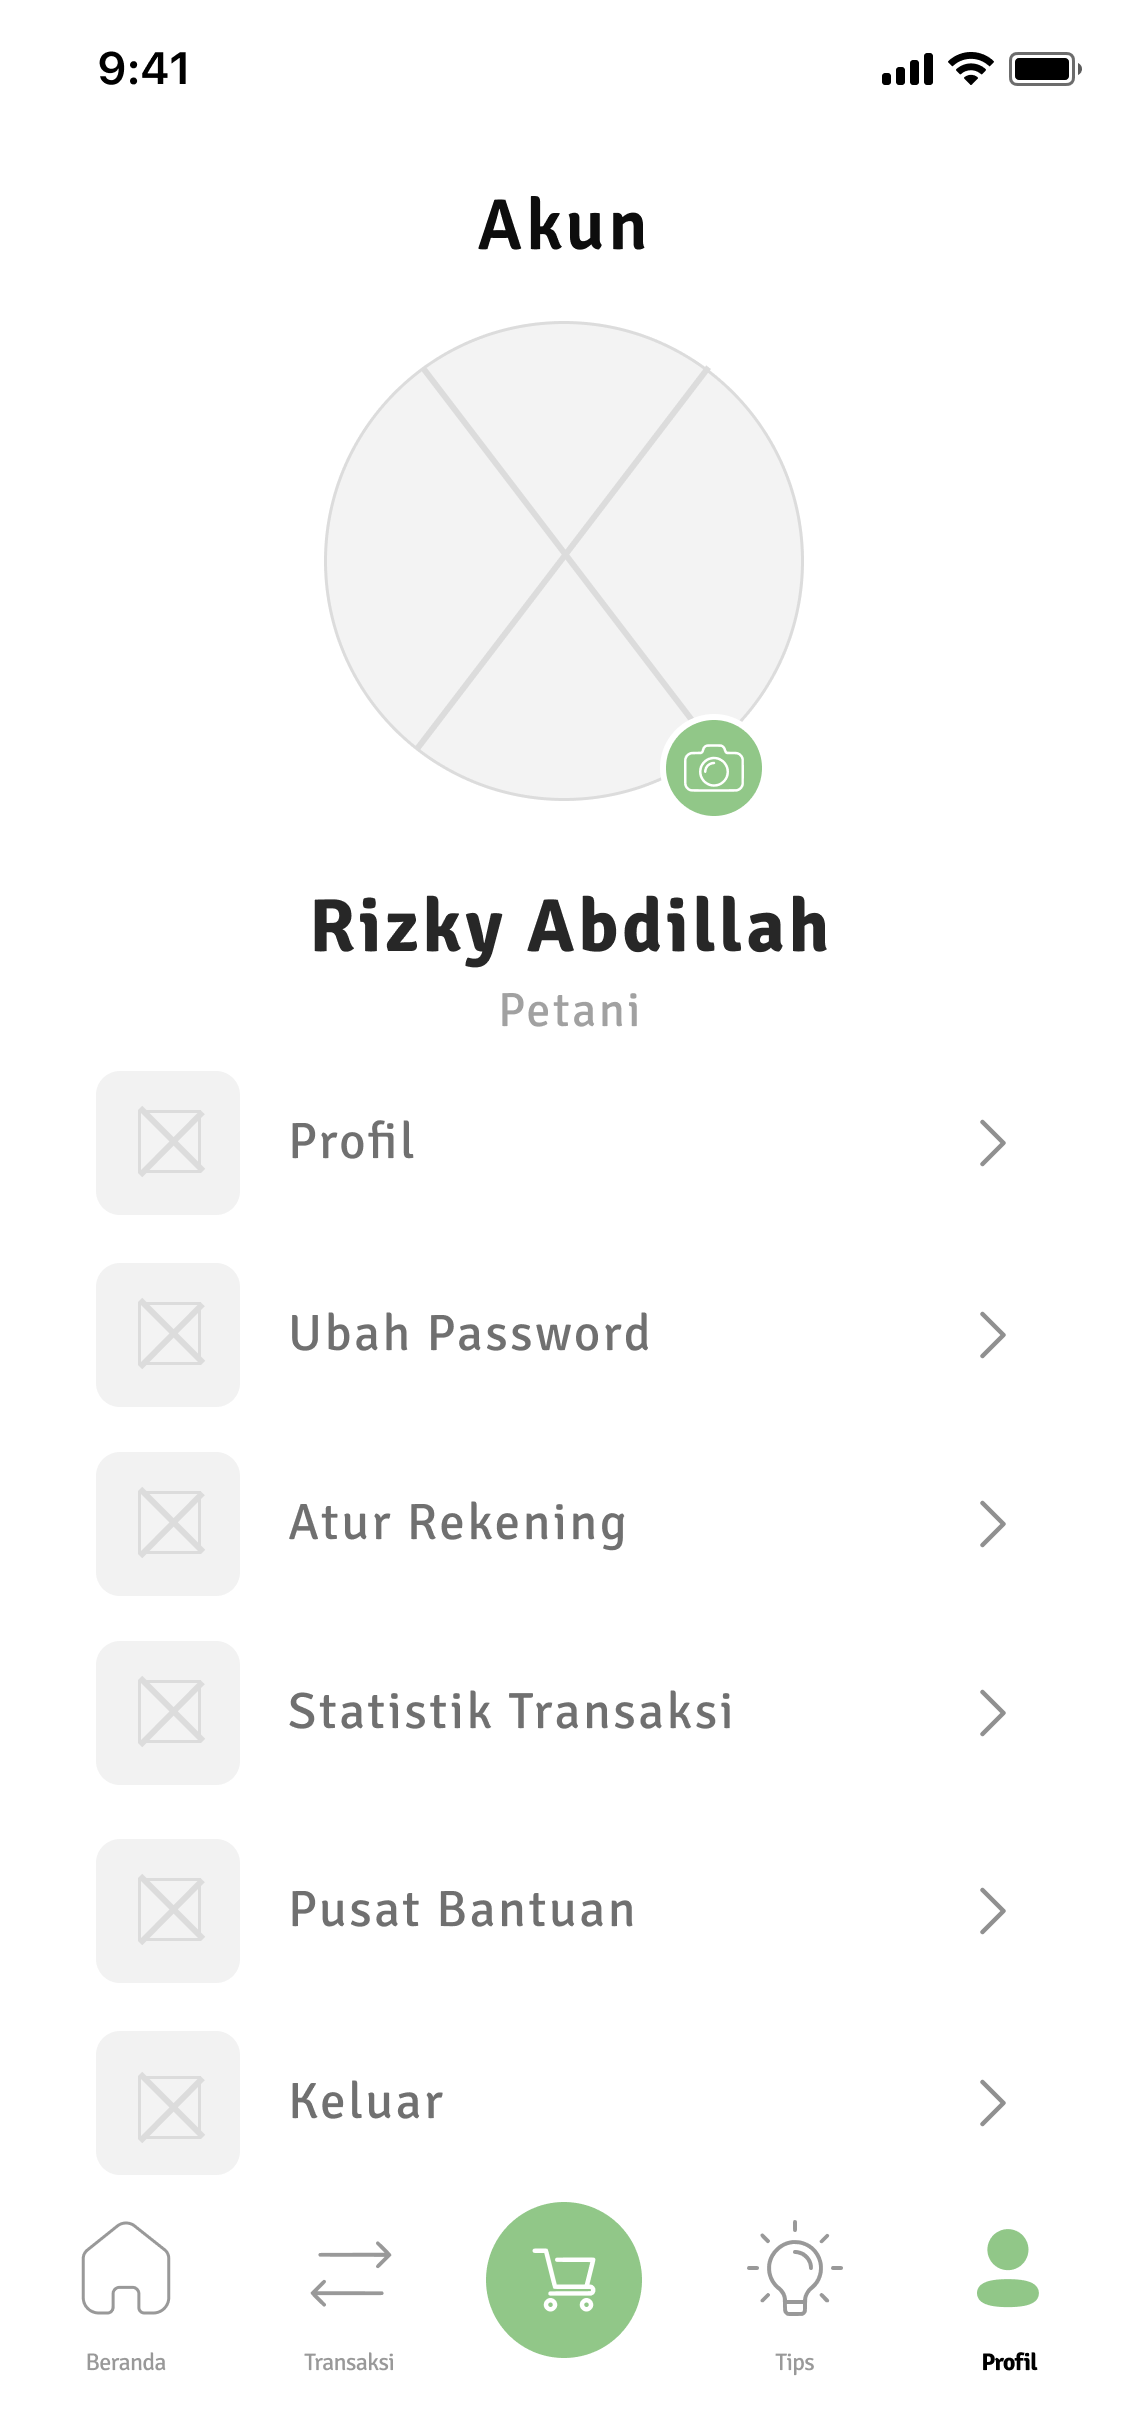 9:41
Akun
Rizky Abdillah
Petani
Profil
Ubah Password
Atur Rekening
Statistik Transaksi
Pusat Bantuan
Keluar
Beranda
Transaksi
Tips
Profil